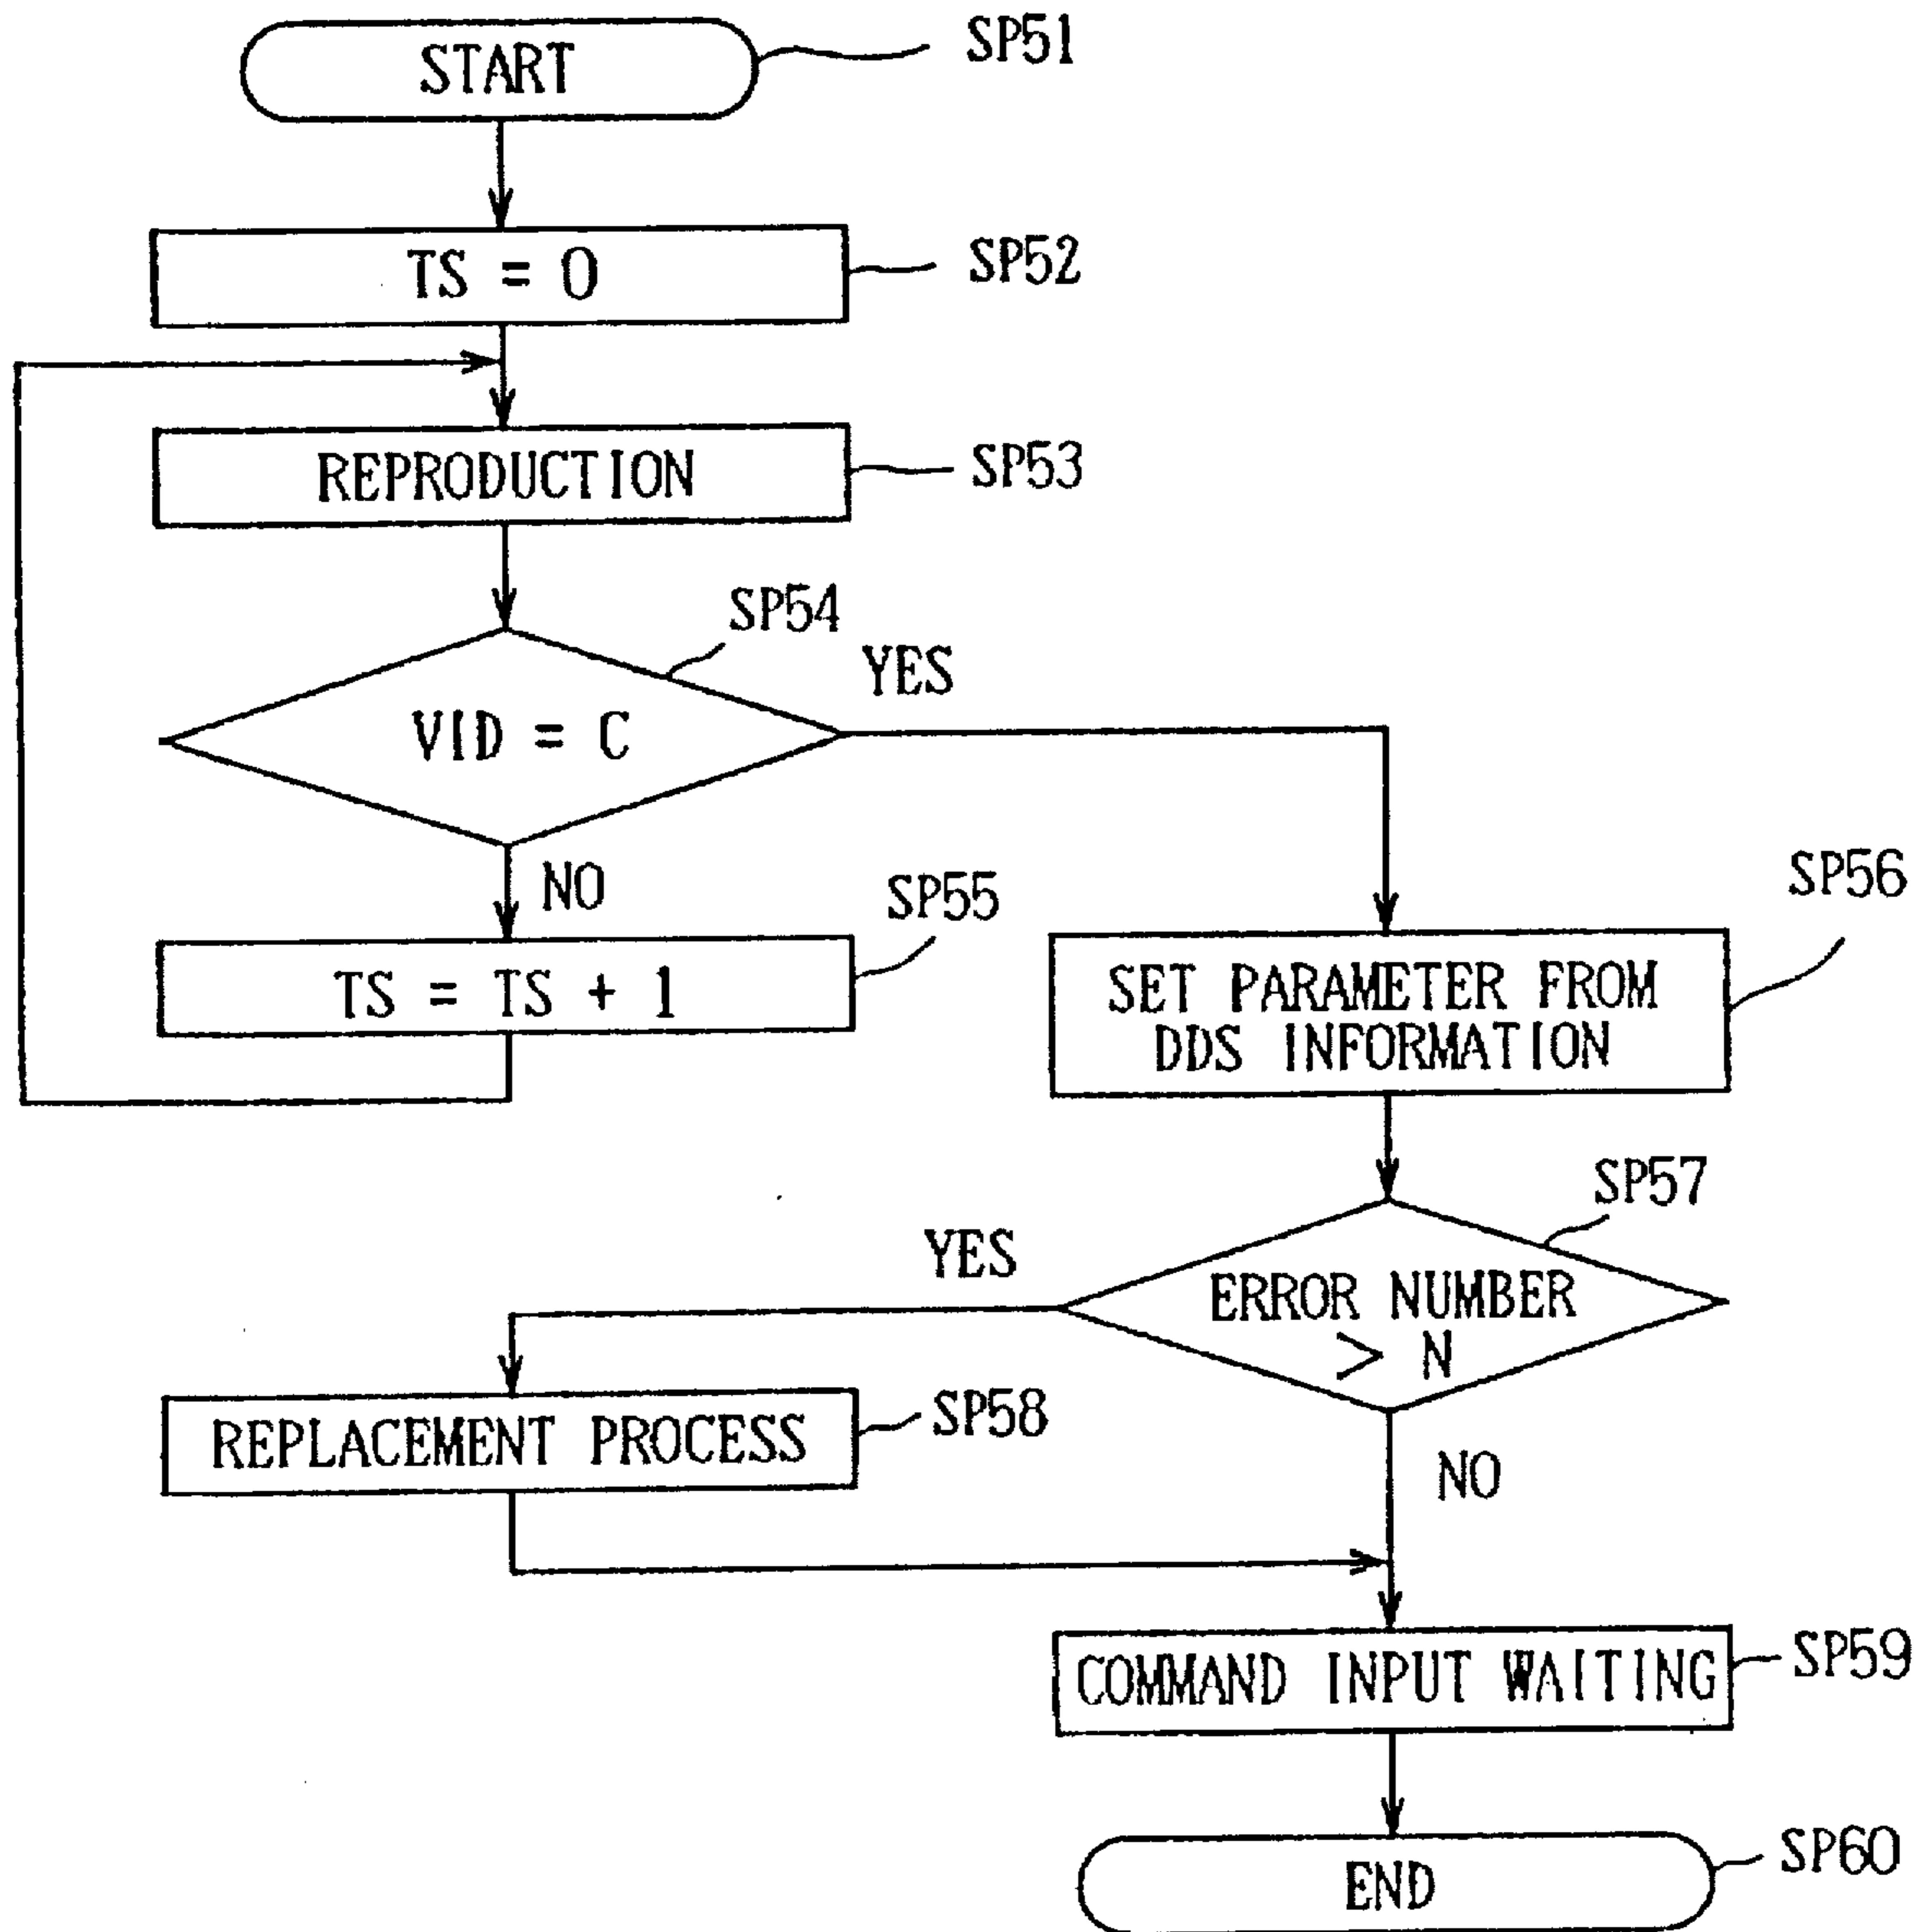 START
SP51
TS = 0
SP52
REPRODUCTION
SP53
SP54
VID = C
YES
NO
SP55
TS = TS + 1
SP56
SET PARAMETER FROM
DDS INFORMATION
SP57
ERROR NUMBER
> N
YES
NO
REPLACEMENT PROCESS
SP58
COMMAND INPUT WAITING
SP59
END
SP60